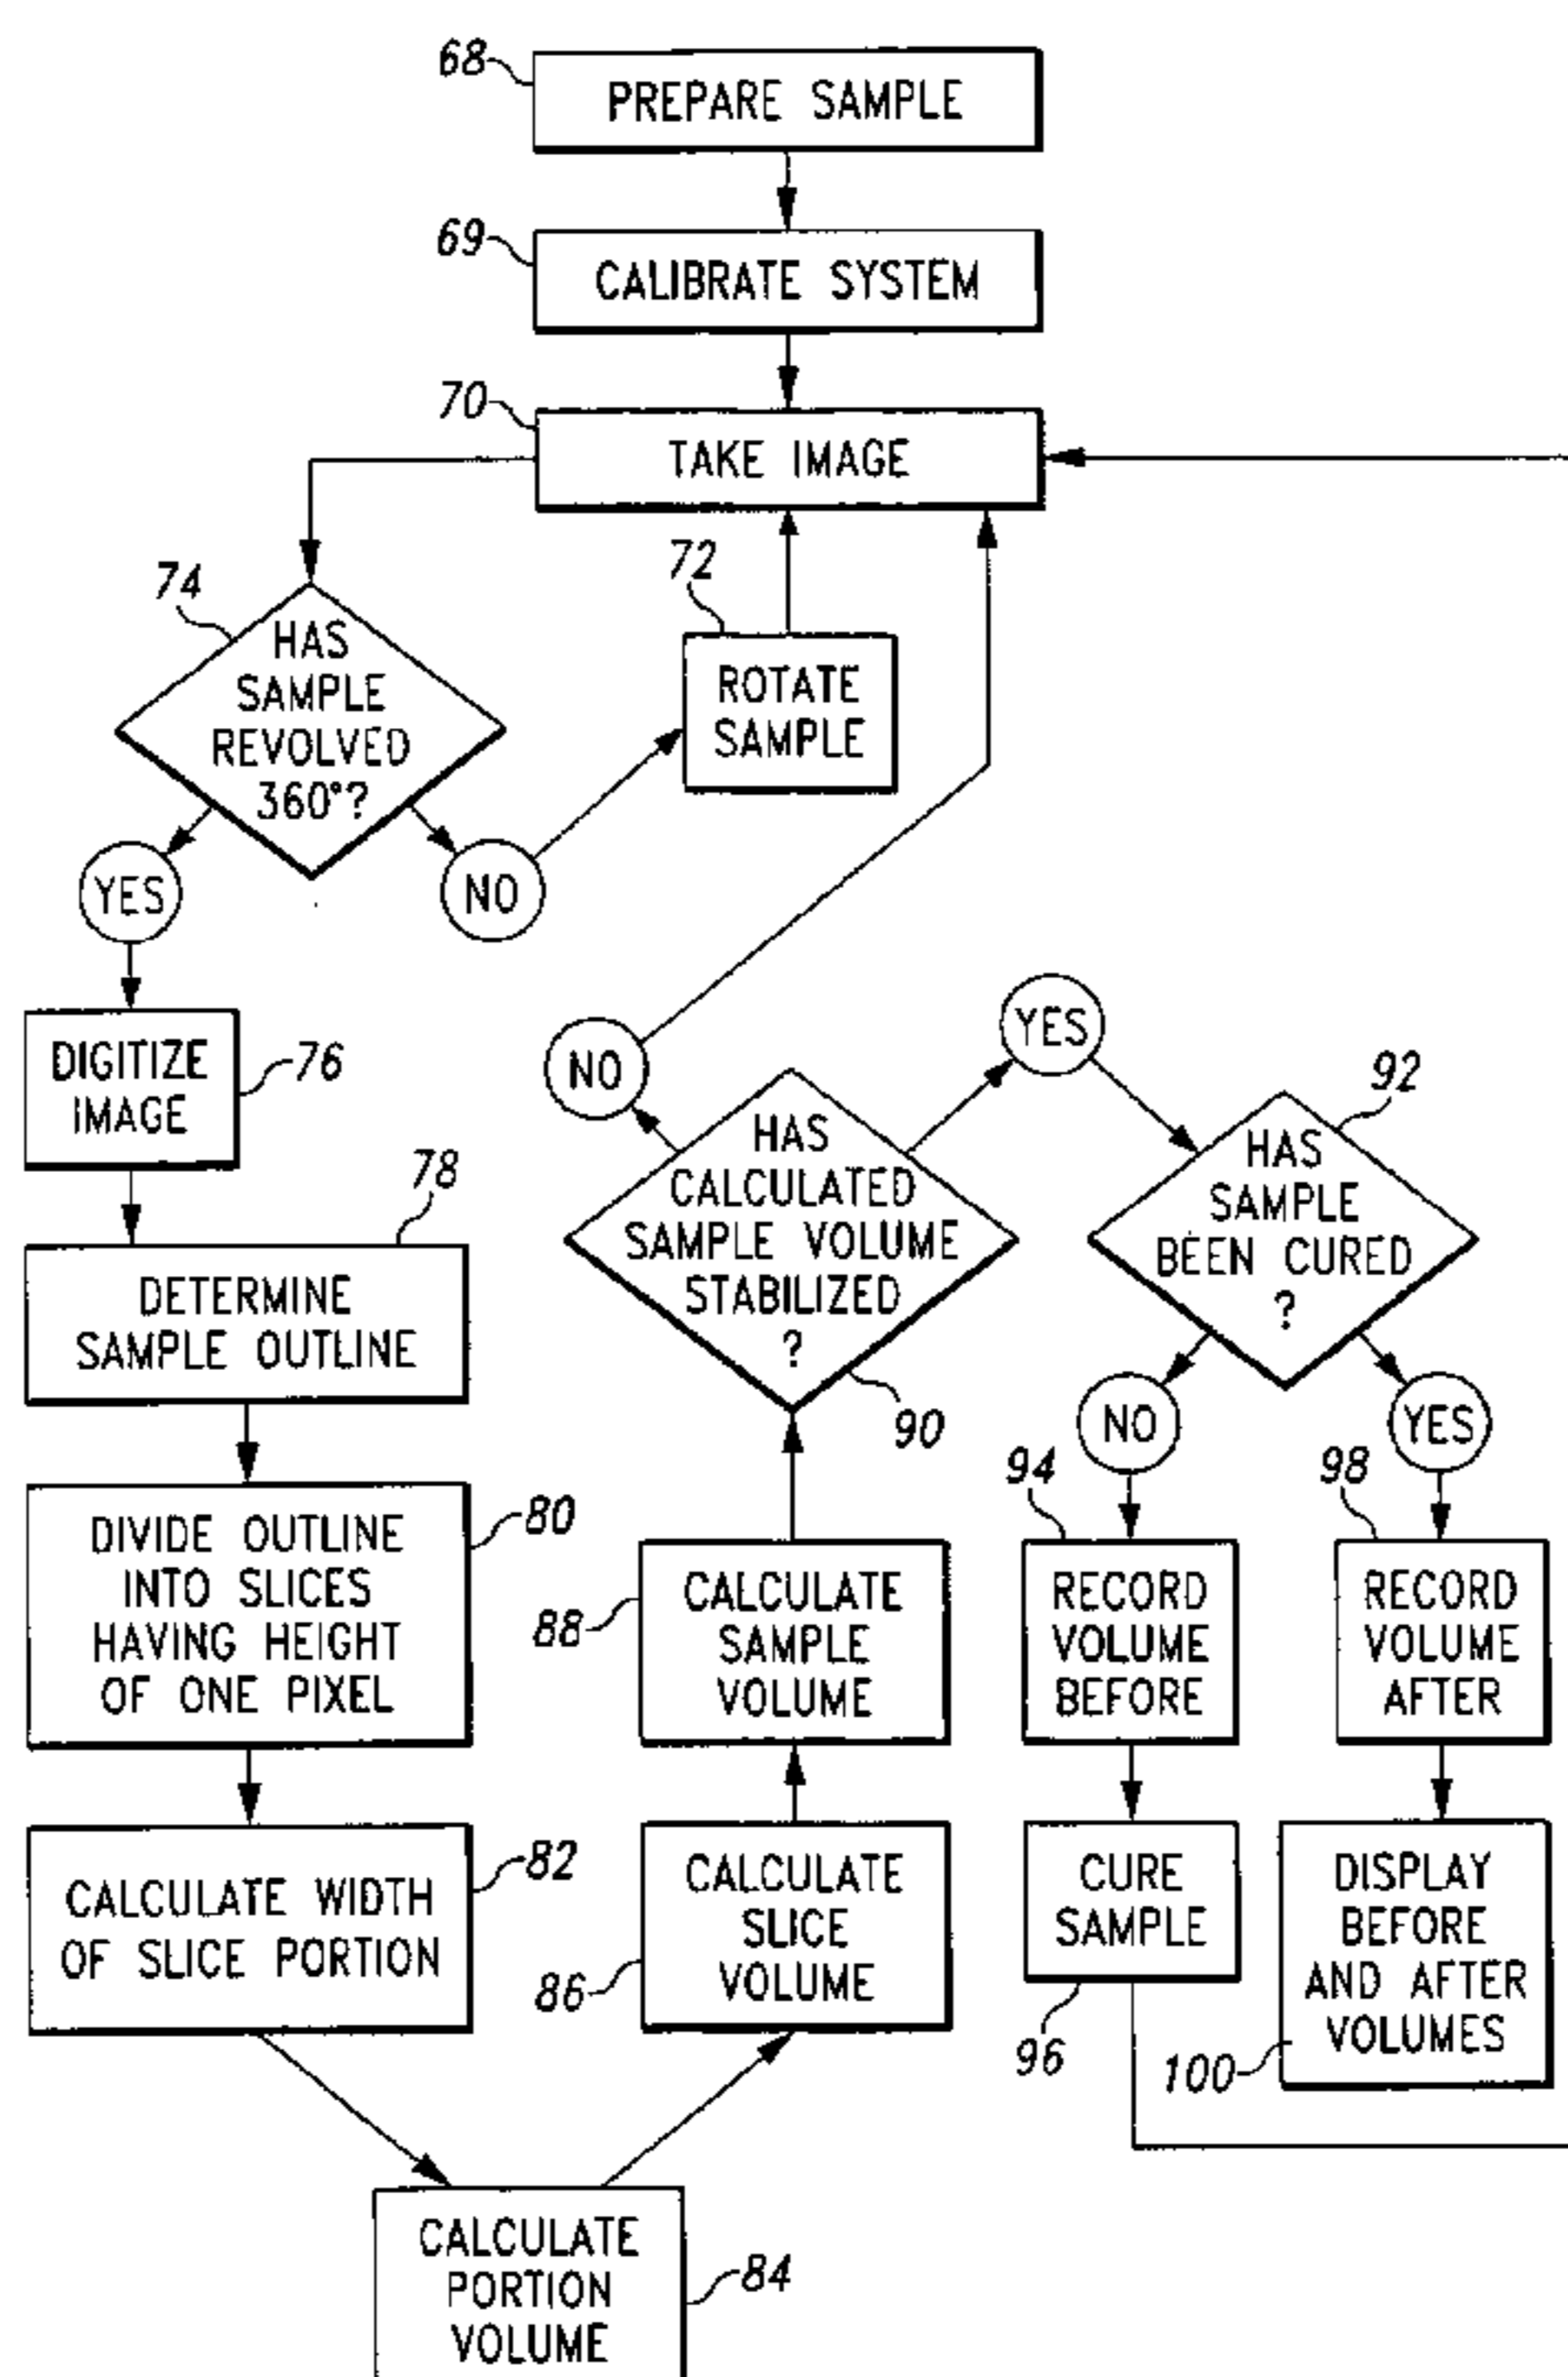 68
PREPARE SAMPLE
69
CALIBRATE SYSTEM
70
TAKE IMAGE
74
HAS
SAMPLE
REVOLVED
360°?
72
ROTATE
SAMPLE
YES
NO
DIGITIZE
IMAGE
76
78
DETERMINE
SAMPLE OUTLINE
DIVIDE OUTLINE
INTO SLICES
HAVING HEIGHT
OF ONE PIXEL
80
CALCULATE WIDTH
OF SLICE PORTION
82
CALCULATE
PORTION
VOLUME
84
CALCULATE
SLICE
VOLUME
86
CALCULATE
SAMPLE
VOLUME
88
HAS
CALCULATED
SAMPLE VOLUME
STABILIZED
?
90
NO
YES
92
HAS
SAMPLE
BEEN CURED
?
NO
YES
94
RECORD
VOLUME
BEFORE
CURE
SAMPLE
96
98
RECORD
VOLUME
AFTER
DISPLAY
BEFORE
AND AFTER
VOLUMES
100